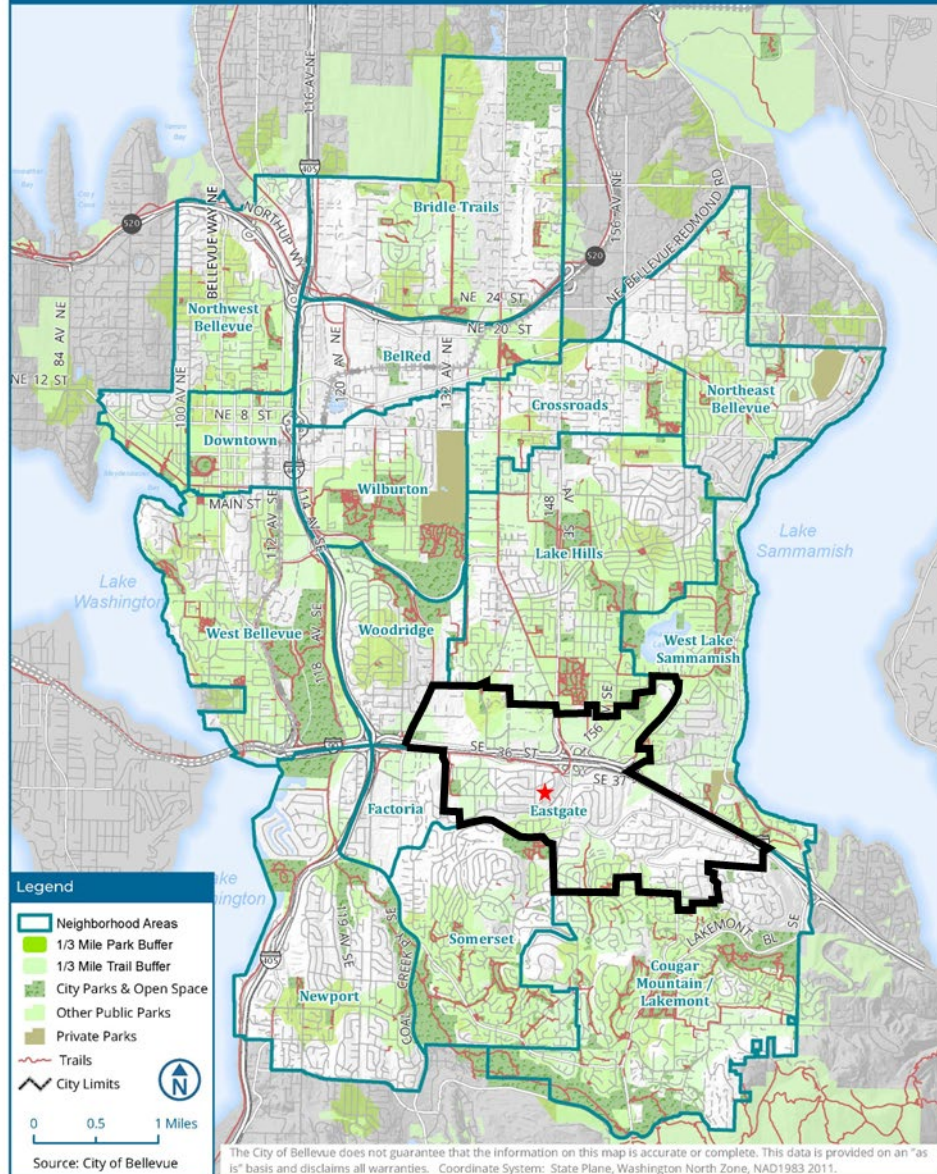 116 AV NE
405
520
BELLEVUE WAY NE
NORTHUP WY
Bridle Trails
156 AV NE
520
NE BELLEVUE REDMOND RD
84 AV NE
Northwest
Bellevue
NE 24 ST
NE 20 ST
BelRed
120 AV NE
132 AV NE
NE 12 ST
100 AV NE
NE 8 ST
Downtown
Crossroads
Northeast
Bellevue
MAIN ST
112 AV SE
114 AV SE
Wilburton
148
AV
SE
Lake Hills
Lake
Sammamish
Lake
Washington
West Bellevue
118 AV SE
Woodridge
West Lake
Sammamish
156
SE
SE 36 ST
SE 37
Factoria
Eastgate
Somerset
LAKEMONT BL
SE
Cougar
Mountain /
Lakemont
Newport
119 AV SE
COAL CREEK P
SE
405
Legend
Neighborhood Areas
1/3 Mile Park Buffer
1/3 Mile Trail Buffer
City Parks & Open Space
Other Public Parks
Private Parks
Trails
City Limits
N
0 0.5 1 Miles
Source: City of Bellevue
The City of Bellevue does not guarantee that the information on this map is accurate or complete. This data is provided on an "as
is" basis and disclaims all warranties. Coordinate System: State Plane, Washington North Zone, NAD1983 2011.